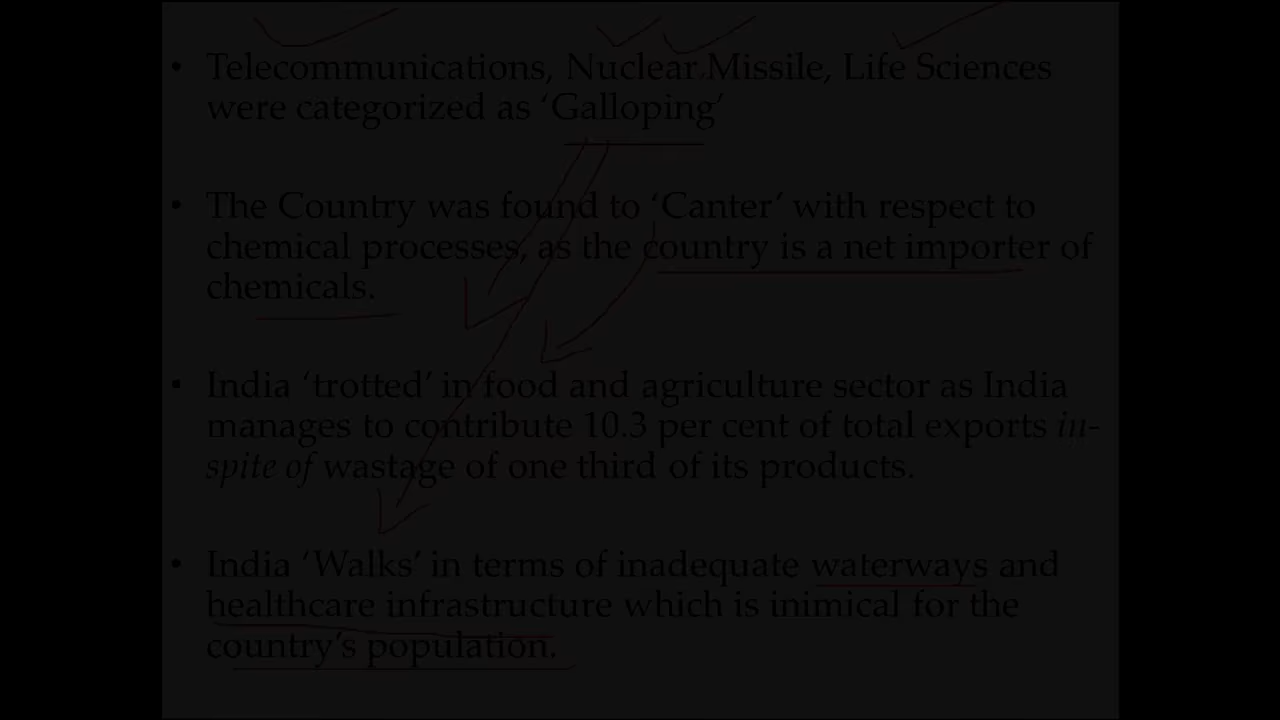 • Telecommunications, Nuclear,Missile, Life Sciences
were categorized as ‘Galloping’
• The Country was found to ‘Canter’ with respect to
chemical processes, as the country is a net importer of
chemicals.
▪ India ‘trotted’ in food and agriculture sector as India
manages to contribute 10.3 per cent of total exports in-
spite of wastage of one third of its products.
• India ‘Walks’ in terms of inadequate waterways and
healthcare infrastructure which is inimical for the
country’s population.